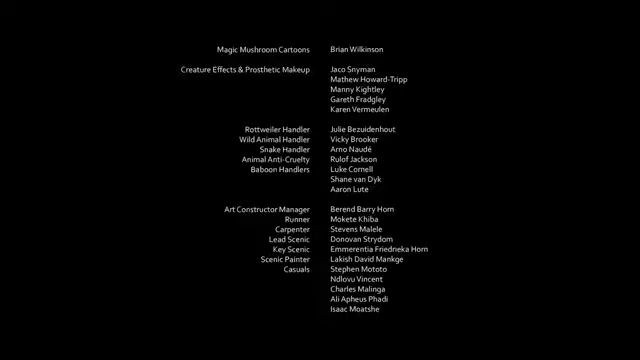 Magic Mushroom Cartoons Brian Wilkinson
Creature Effects & Prosthetic Makeup Jaco Snyman
Mathew Howard-Tripp
Manny Kightley
Gareth Fradgley
Karen Vermeulen
Rottweiler Handler Julie Bezuidenhout
Wild Animal Handler Vicky Brooker
Snake Handler Arno Naudé
Animal Anti-Cruelty Rulof Jackson
Baboon Handlers Luke Cornell
Shane van Dyk
Aaron Lute
Art Constructor Manager Berend Barry Horn
Runner Mokete Khiba
Carpenter Stevens Malele
Lead Scenic Donovan Strydom
Key Scenic Emmerentia Friedneka Horn
Scenic Painter Lakish David Mankge
Casuals Stephen Mototo
Ndlovu Vincent
Charles Malinga
Ali Apheus Phadi
Isaac Moatshe